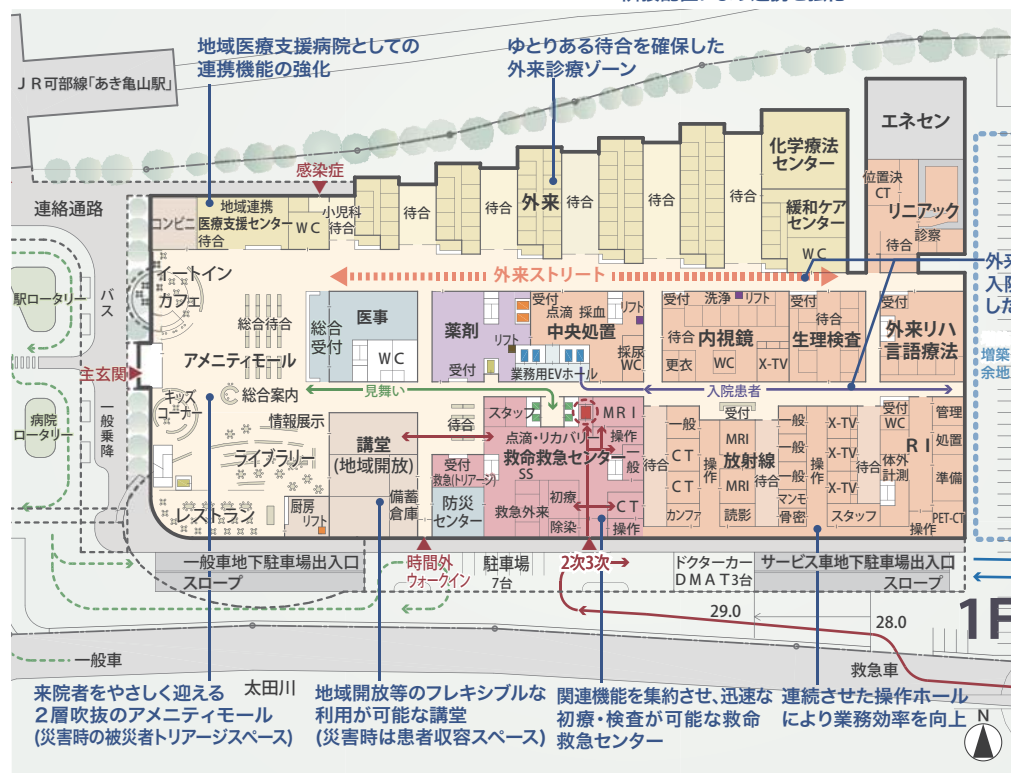 地域医療支援病院としての
連携機能の強化
ゆとりある待合を確保した
外来診療ゾーン
ＪＲ可部線「あき亀山駅」
連絡通路
感染症
化学療法
センター
エネセン
位置決
CT
リニアック
診察
待合
緩和ケア
センター
WC
コンビニ
地域連携
医療支援センター
待合
WC
小児科
待合
待合
待合
外来
待合
待合
待合
外来ストリート
駅ロータリー
バス
イートイン
カフェ
総合待合
アメニティモール
総合
受付
医事
WC
薬剤
リフト
受付
受付
点滴 採血
リフト
中央処置
採尿
WC
業務用EVホール
受付
洗浄
リフト
待合
内視鏡
更衣
WC
X-TV
受付
待合
生理検査
受付
外来リハ
言語療法
増築
余地
主玄関
見舞い
入院患者
キッズ
コーナー
総合案内
情報展示
病院
ロータリー
一般乗降
ライブラリー
レストラン
厨房
リフト
講堂
(地域開放)
備蓄
倉庫
待合
受付
救急(トリアージ)
防災
センター
スタッフ
MRI
点滴・リカバリー
操作
救命救急センター
SS
一般
初療
CT
救急外来
除染
操作
待合
一般
CT
CT
カンファ
操作
受付
MRI
放射線
MRI
待合
読影
一般
一般
一般
マンモ
骨密
操作
X-TV
X-TV
X-TV
待合
スタッフ
受付
WC
体外
計測
RI
操作
管理
処置
準備
PET-CT
一般車地下駐車場出入口
スロープ
時間外
ウォークイン
駐車場
7台
2次3次
ドクターカー
DMAT3台
サービス車地下駐車場出入口
スロープ
29.0
28.0
1F
一般車
太田川
救急車
来院者をやさしく迎える
２層吹抜のアメニティモール
(災害時の被災者トリアージスペース)
地域開放等のフレキシブルな
利用が可能な講堂
(災害時は患者収容スペース)
関連機能を集約させ、迅速な
初療・検査が可能な救命
救急センター
連続させた操作ホール
により業務効率を向上
N